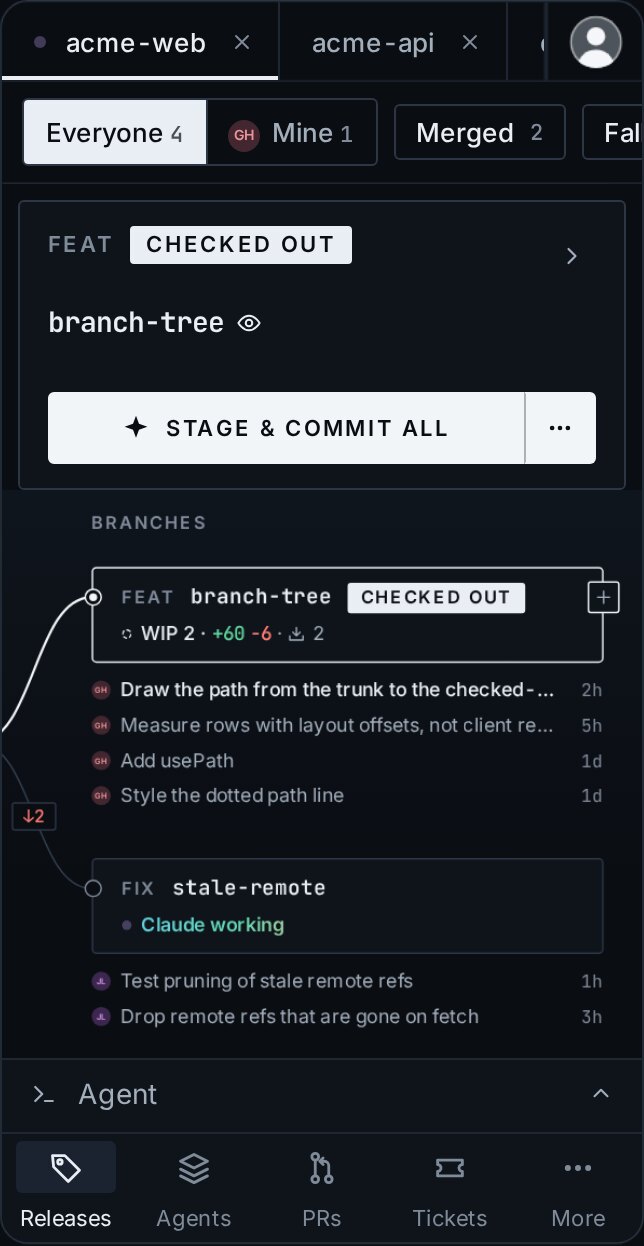 acme-web
acme-api
Everyone 4
GH Mine 1
Merged 2
FEAT CHECKED OUT
branch-tree
STAGE & COMMIT ALL
BRANCHES
FEAT branch-tree CHECKED OUT
WIP 2 · +60 -6 · 2
GH Draw the path from the trunk to the checked-... 2h
GH Measure rows with layout offsets, not client re... 5h
GH Add usePath 1d
GH Style the dotted path line 1d
↓2
FIX stale-remote
Claude working
JL Test pruning of stale remote refs 1h
JL Drop remote refs that are gone on fetch 3h
Agent
Releases
Agents
PRs
Tickets
More